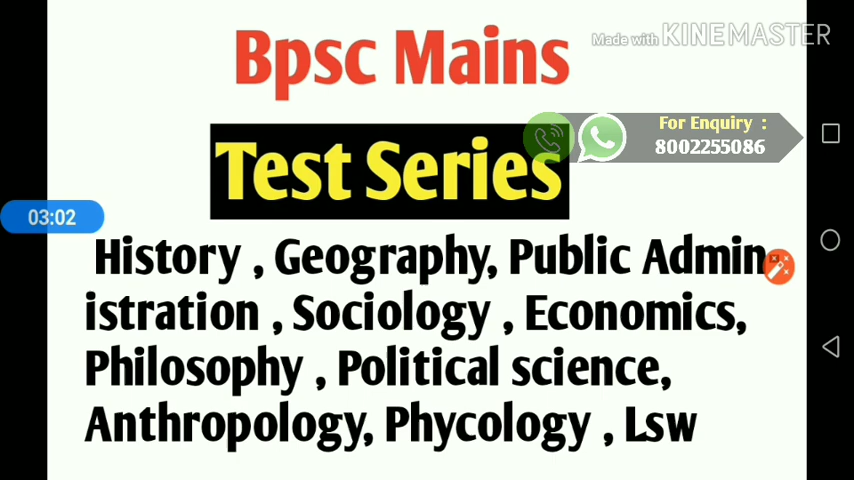 Bpsc Mains
Made with KINEMASTER
For Enquiry :
8002255086
Test Series
03:02
History , Geography, Public Admin
istration , Sociology , Economics,
Philosophy , Political science,
Anthropology, Phycology , Lsw